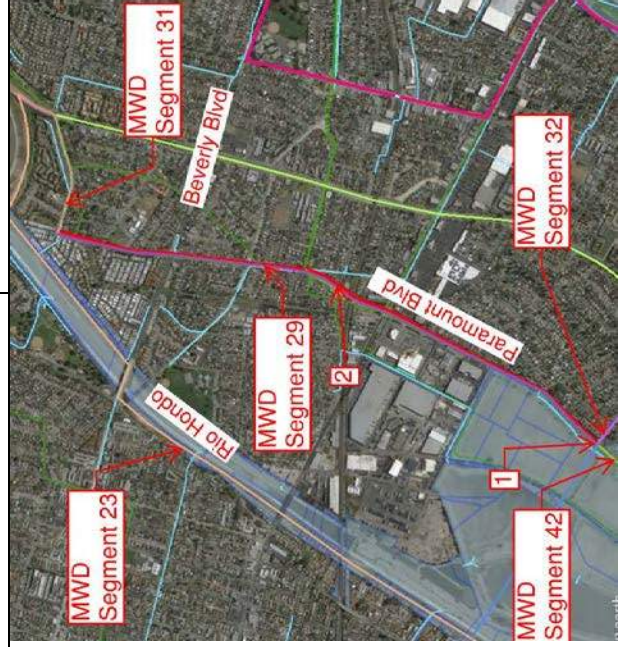 MWD
Segment 31
Beverly Blvd
MWD
Segment 32
Paramount Blvd
MWD
Segment 29
2
Rio Hondo
MWD
Segment 23
1
MWD
Segment 42